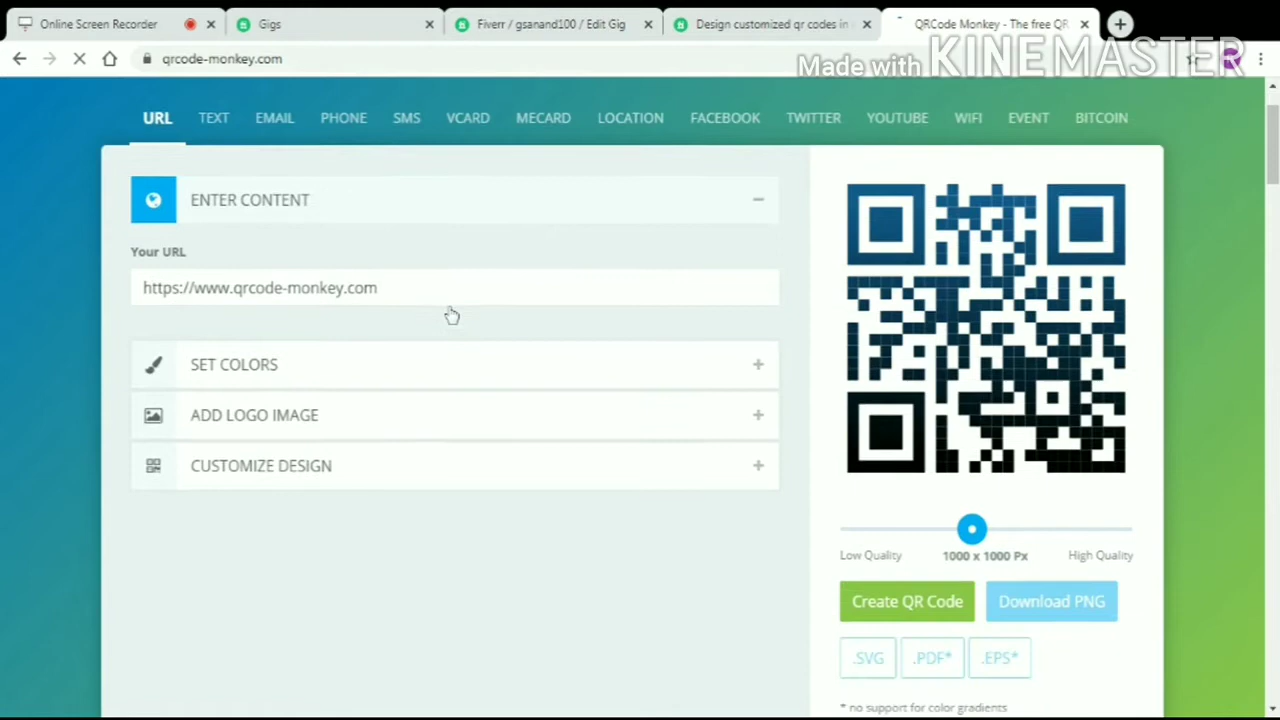 Online Screen Recorder
Gigs
Fiverr / gsanand100 / Edit Gig
Design customized qr codes in
QRCode Monkey - The free QR
qrcode-monkey.com
Made with KINEMASTER
URL TEXT EMAIL PHONE SMS VCARD MECARD LOCATION FACEBOOK TWITTER YOUTUBE WIFI EVENT BITCOIN
ENTER CONTENT
Your URL
https://www.qrcode-monkey.com
SET COLORS
ADD LOGO IMAGE
CUSTOMIZE DESIGN
Low Quality 1000 x 1000 Px High Quality
Create QR Code Download PNG
.SVG .PDF* .EPS*
* no support for color gradients